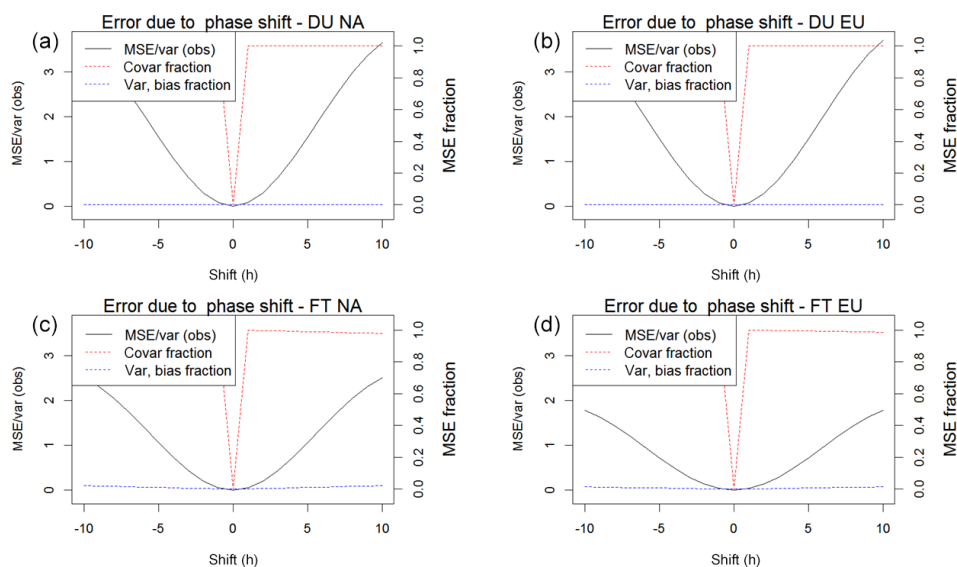 (a)
Error due to phase shift - DU NA
MSE/var (obs)
Covar fraction
Var, bias fraction
MSE/var (obs)
0
1
2
3
MSE fraction
0.0
0.2
0.4
0.6
0.8
1.0
-10
-5
0
5
10
Shift (h)
(b)
Error due to phase shift - DU EU
MSE/var (obs)
Covar fraction
Var, bias fraction
MSE/var (obs)
0
1
2
3
MSE fraction
0.0
0.2
0.4
0.6
0.8
1.0
-10
-5
0
5
10
Shift (h)
(c)
Error due to phase shift - FT NA
MSE/var (obs)
Covar fraction
Var, bias fraction
MSE/var (obs)
0
1
2
3
MSE fraction
0.0
0.2
0.4
0.6
0.8
1.0
-10
-5
0
5
10
Shift (h)
(d)
Error due to phase shift - FT EU
MSE/var (obs)
Covar fraction
Var, bias fraction
MSE/var (obs)
0
1
2
3
MSE fraction
0.0
0.2
0.4
0.6
0.8
1.0
-10
-5
0
5
10
Shift (h)